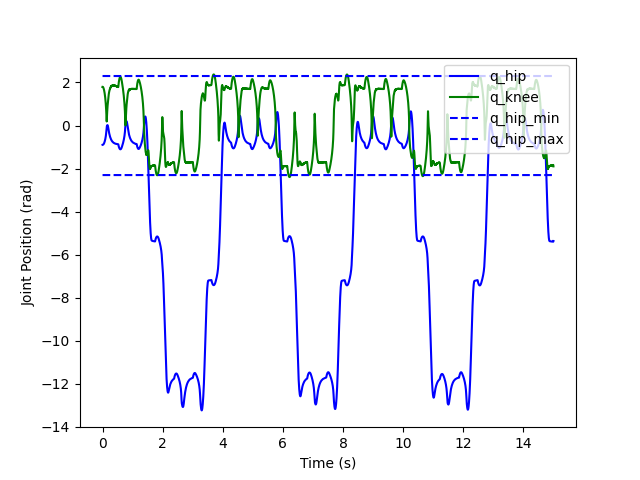 q_hip
q_knee
q_hip_min
q_hip_max
2
0
−2
−4
−6
−8
−10
−12
−14
Joint Position (rad)
0 2 4 6 8 10 12 14
Time (s)